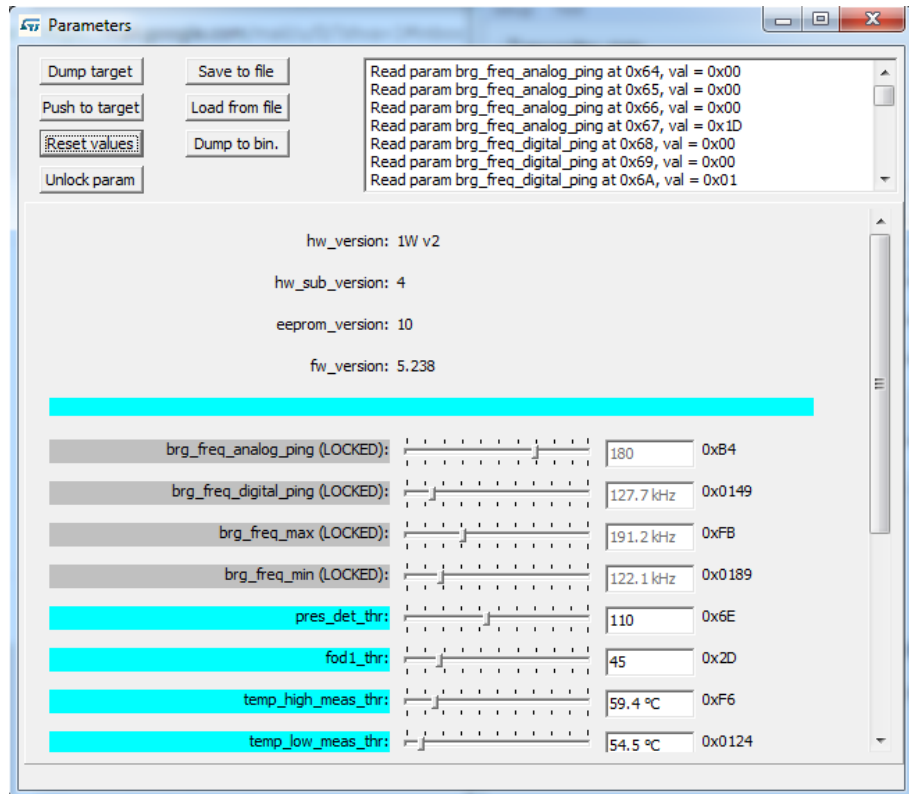 Parameters
Dump target
Save to file
Push to target
Load from file
Reset values
Dump to bin.
Unlock param
Read param brg_freq_analog_ping at 0x64, val = 0x00
Read param brg_freq_analog_ping at 0x65, val = 0x00
Read param brg_freq_analog_ping at 0x66, val = 0x00
Read param brg_freq_analog_ping at 0x67, val = 0x1D
Read param brg_freq_digital_ping at 0x68, val = 0x00
Read param brg_freq_digital_ping at 0x69, val = 0x00
Read param brg_freq_digital_ping at 0x6A, val = 0x01
hw_version: 1W v2
hw_sub_version: 4
eeprom_version: 10
fw_version: 5.238
brg_freq_analog_ping (LOCKED): 180 0xB4
brg_freq_digital_ping (LOCKED): 127.7 kHz 0x0149
brg_freq_max (LOCKED): 191.2 kHz 0xFB
brg_freq_min (LOCKED): 122.1 kHz 0x0189
pres_det_thr: 110 0x6E
fod1_thr: 45 0x2D
temp_high_meas_thr: 59.4 °C 0xF6
temp_low_meas_thr: 54.5 °C 0x0124